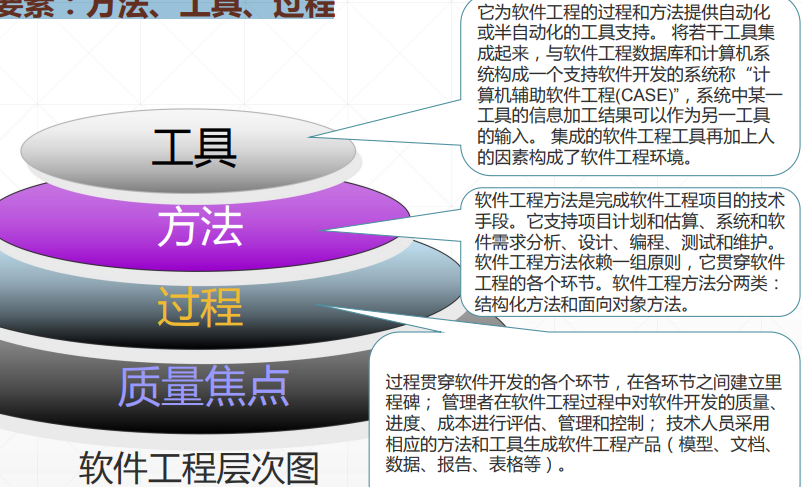 要素：方法、工具、过程
它为软件工程的过程和方法提供自动化
或半自动化的工具支持。 将若干工具集
成起来，与软件工程数据库和计算机系
统构成一个支持软件开发的系统称“计
算机辅助软件工程(CASE)”，系统中某一
工具的信息加工结果可以作为另一工具
的输入。 集成的软件工程工具再加上人
的因素构成了软件工程环境。
工具
软件工程方法是完成软件工程项目的技术
手段。它支持项目计划和估算、系统和软
件需求分析、设计、编程、测试和维护。
软件工程方法依赖一组原则，它贯穿软件
工程的各个环节。软件工程方法分两类：
结构化方法和面向对象方法。
方法
过程
过程贯穿软件开发的各个环节，在各环节之间建立里
程碑； 管理者在软件工程过程中对软件开发的质量、
进度、成本进行评估、管理和控制； 技术人员采用
相应的方法和工具生成软件工程产品（模型、文档、
数据、报告、表格等）。
质量焦点
软件工程层次图